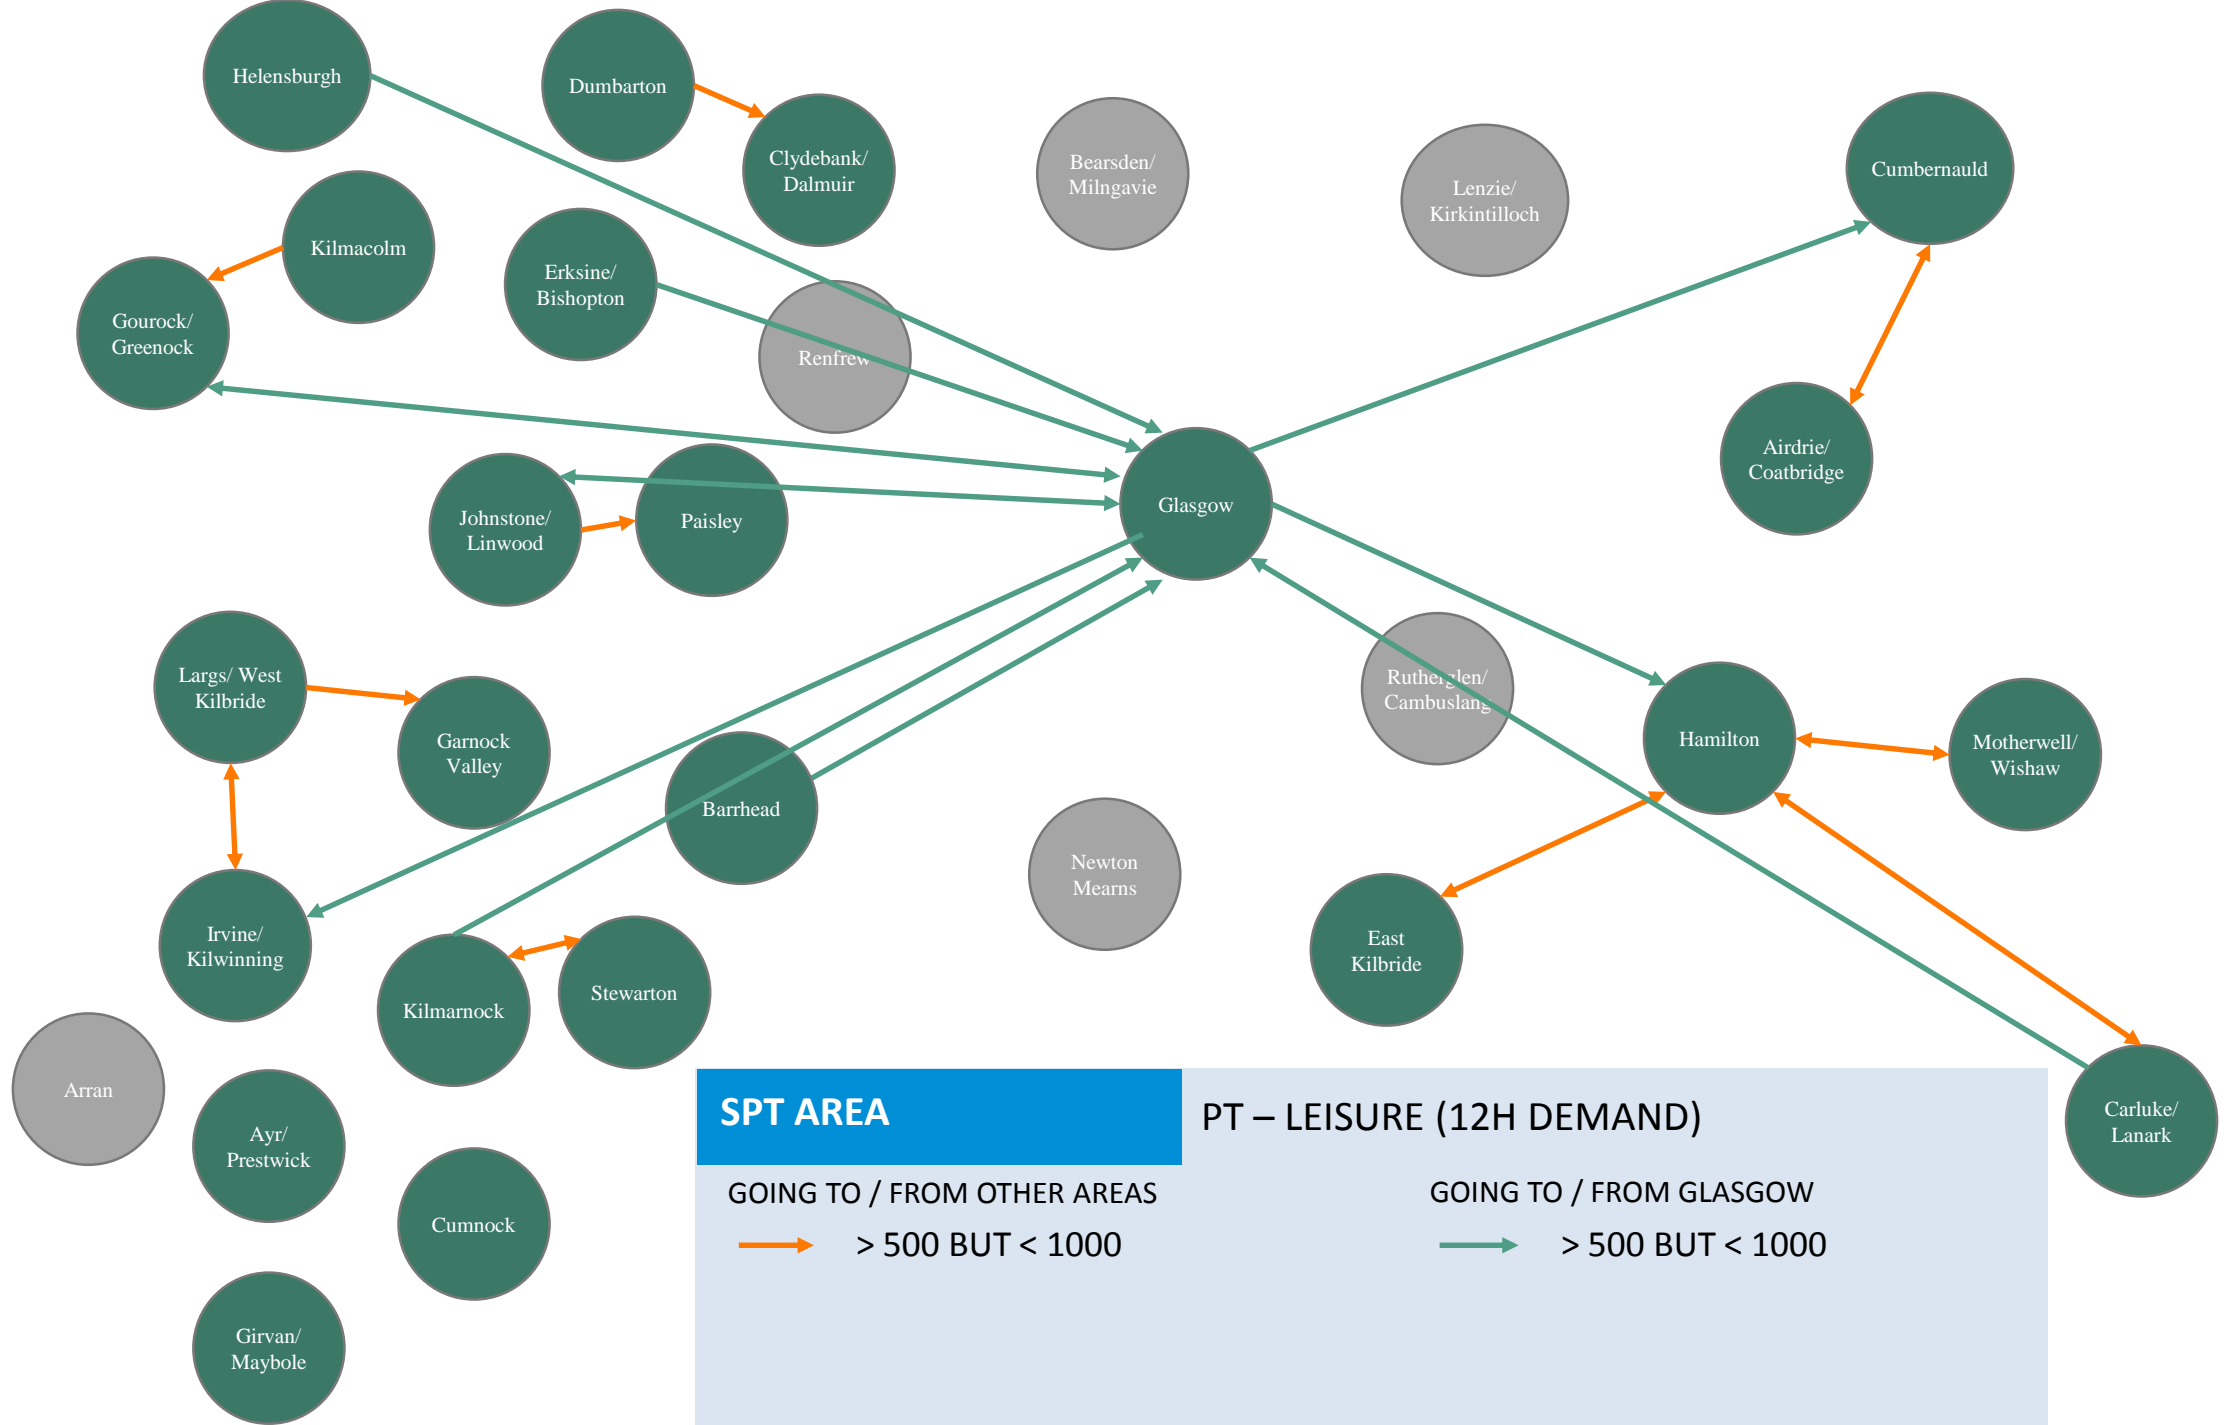 Helensburgh
Dumbarton
Clydebank/
Dalmuir
Bearsden/
Milngavie
Lenzie/
Kirkintilloch
Cumbernauld
Kilmacolm
Erksine/
Bishopton
Gourock/
Greenock
Renfrew
Airdrie/
Coatbridge
Johnstone/
Linwood
Paisley
Glasgow
Largs/ West
Kilbride
Garnock
Valley
Rutherglen/
Cambuslang
Hamilton
Motherwell/
Wishaw
Barrhead
Newton
Mearns
Irvine/
Kilwinning
East
Kilbride
Kilmarnock
Stewarton
Arran
Ayr/
Prestwick
Cumnock
Girvan/
Maybole
Carluke/
Lanark
SPT AREA
PT – LEISURE (12H DEMAND)
GOING TO / FROM OTHER AREAS
> 500 BUT < 1000
GOING TO / FROM GLASGOW
> 500 BUT < 1000